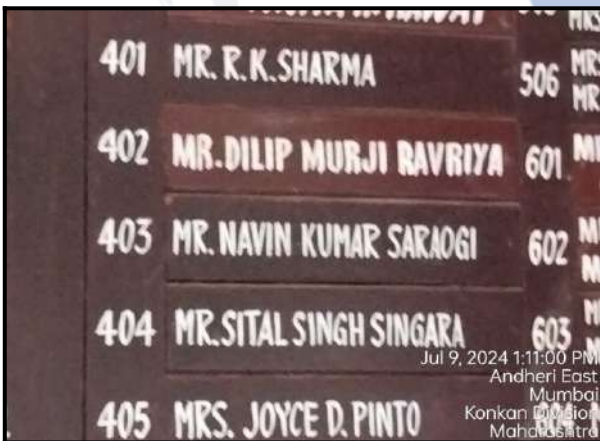 401 MR. R.K. SHARMA 506 MRS
MR
402 MR. DILIP MURJI RAVRIYA 601
403 MR. NAVIN KUMAR SARAOGI 602
404 MR. SITAL SINGH SINGARA 603
405 MRS. JOYCE D. PINTO
Jul 9, 2024 1:11:00 PM
Andheri East
Mumbai
Konkan Division
Maharashtra